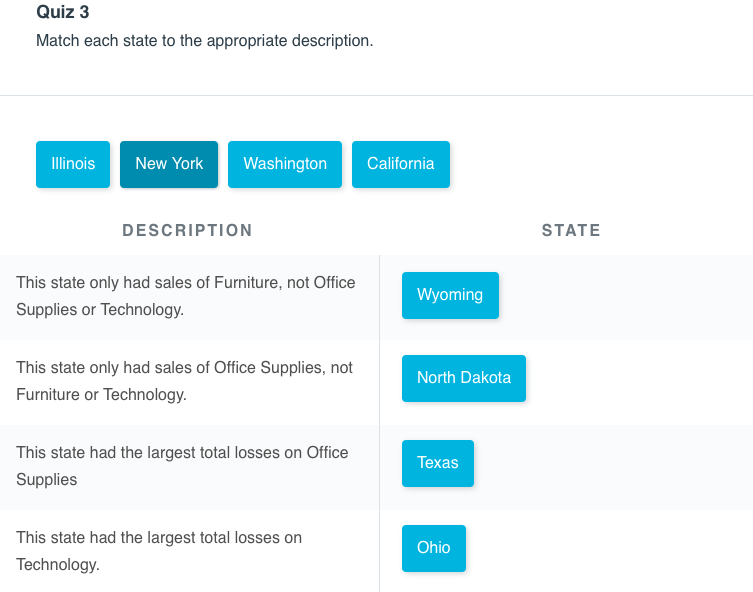 Quiz 3
Match each state to the appropriate description.
Illinois New York Washington California
DESCRIPTION STATE
This state only had sales of Furniture, not Office
Supplies or Technology.
Wyoming
This state only had sales of Office Supplies, not
Furniture or Technology.
North Dakota
This state had the largest total losses on Office
Supplies
Texas
This state had the largest total losses on
Technology.
Ohio